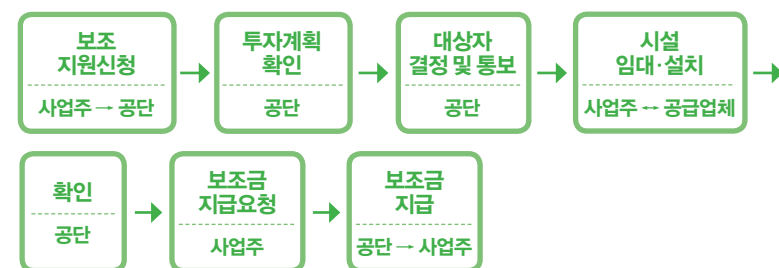 보조
지원신청
사업주 → 공단
투자계획
확인
공단
대상자
결정 및 통보
공단
시설
임대·설치
사업주 ↔ 공급업체
확인
공단
보조금
지급요청
사업주
보조금
지급
공단 → 사업주